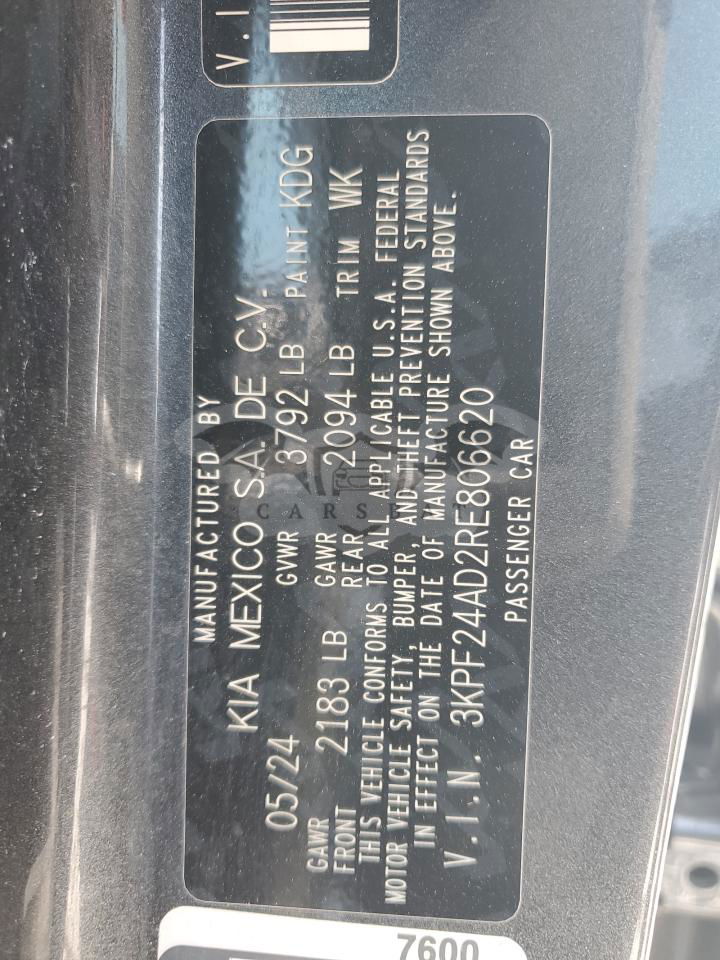 V.I
MANUFACTURED BY
KIA MEXICO S.A. DE C.V.
05/24 GVWR 3792 LB PAINT KDG
GAWR FRONT 2183 LB GAWR REAR 2094 LB TRIM WK
THIS VEHICLE CONFORMS TO ALL APPLICABLE U.S.A. FEDERAL
MOTOR VEHICLE SAFETY, BUMPER, AND THEFT PREVENTION STANDARDS
IN EFFECT ON THE DATE OF MANUFACTURE SHOWN ABOVE.
V.I.N. 3KPF24AD2RE806620
PASSENGER CAR
7600